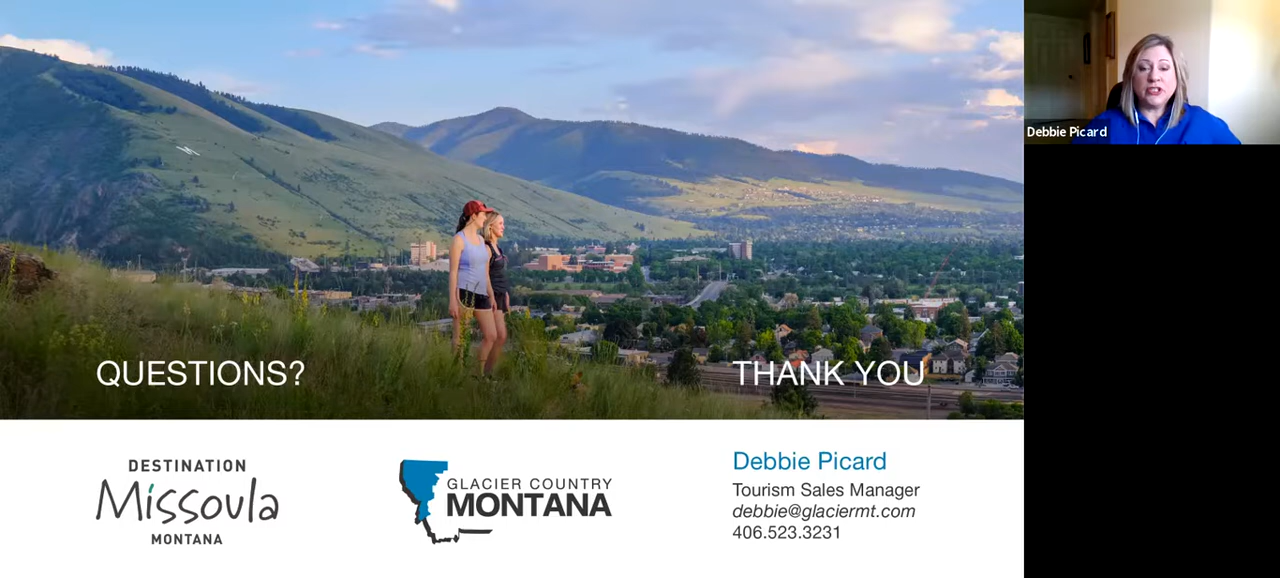 Debbie Picard
QUESTIONS?
THANK YOU
DESTINATION
Missoula
MONTANA
GLACIER COUNTRY
MONTANA
Debbie Picard
Tourism Sales Manager
debbie@glaciermt.com
406.523.3231